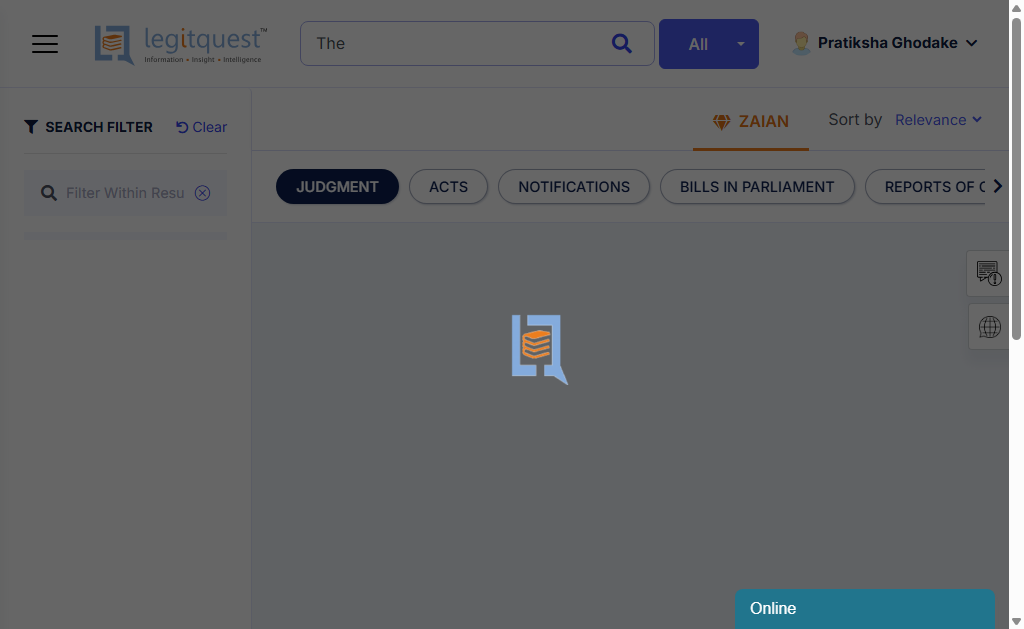 legitquest™
Information • Insight • Intelligence
The
All
Pratiksha Ghodake
SEARCH FILTER
Clear
ZAIAN
Sort by
Relevance
Filter Within Resu
JUDGMENT
ACTS
NOTIFICATIONS
BILLS IN PARLIAMENT
REPORTS OF C
Online